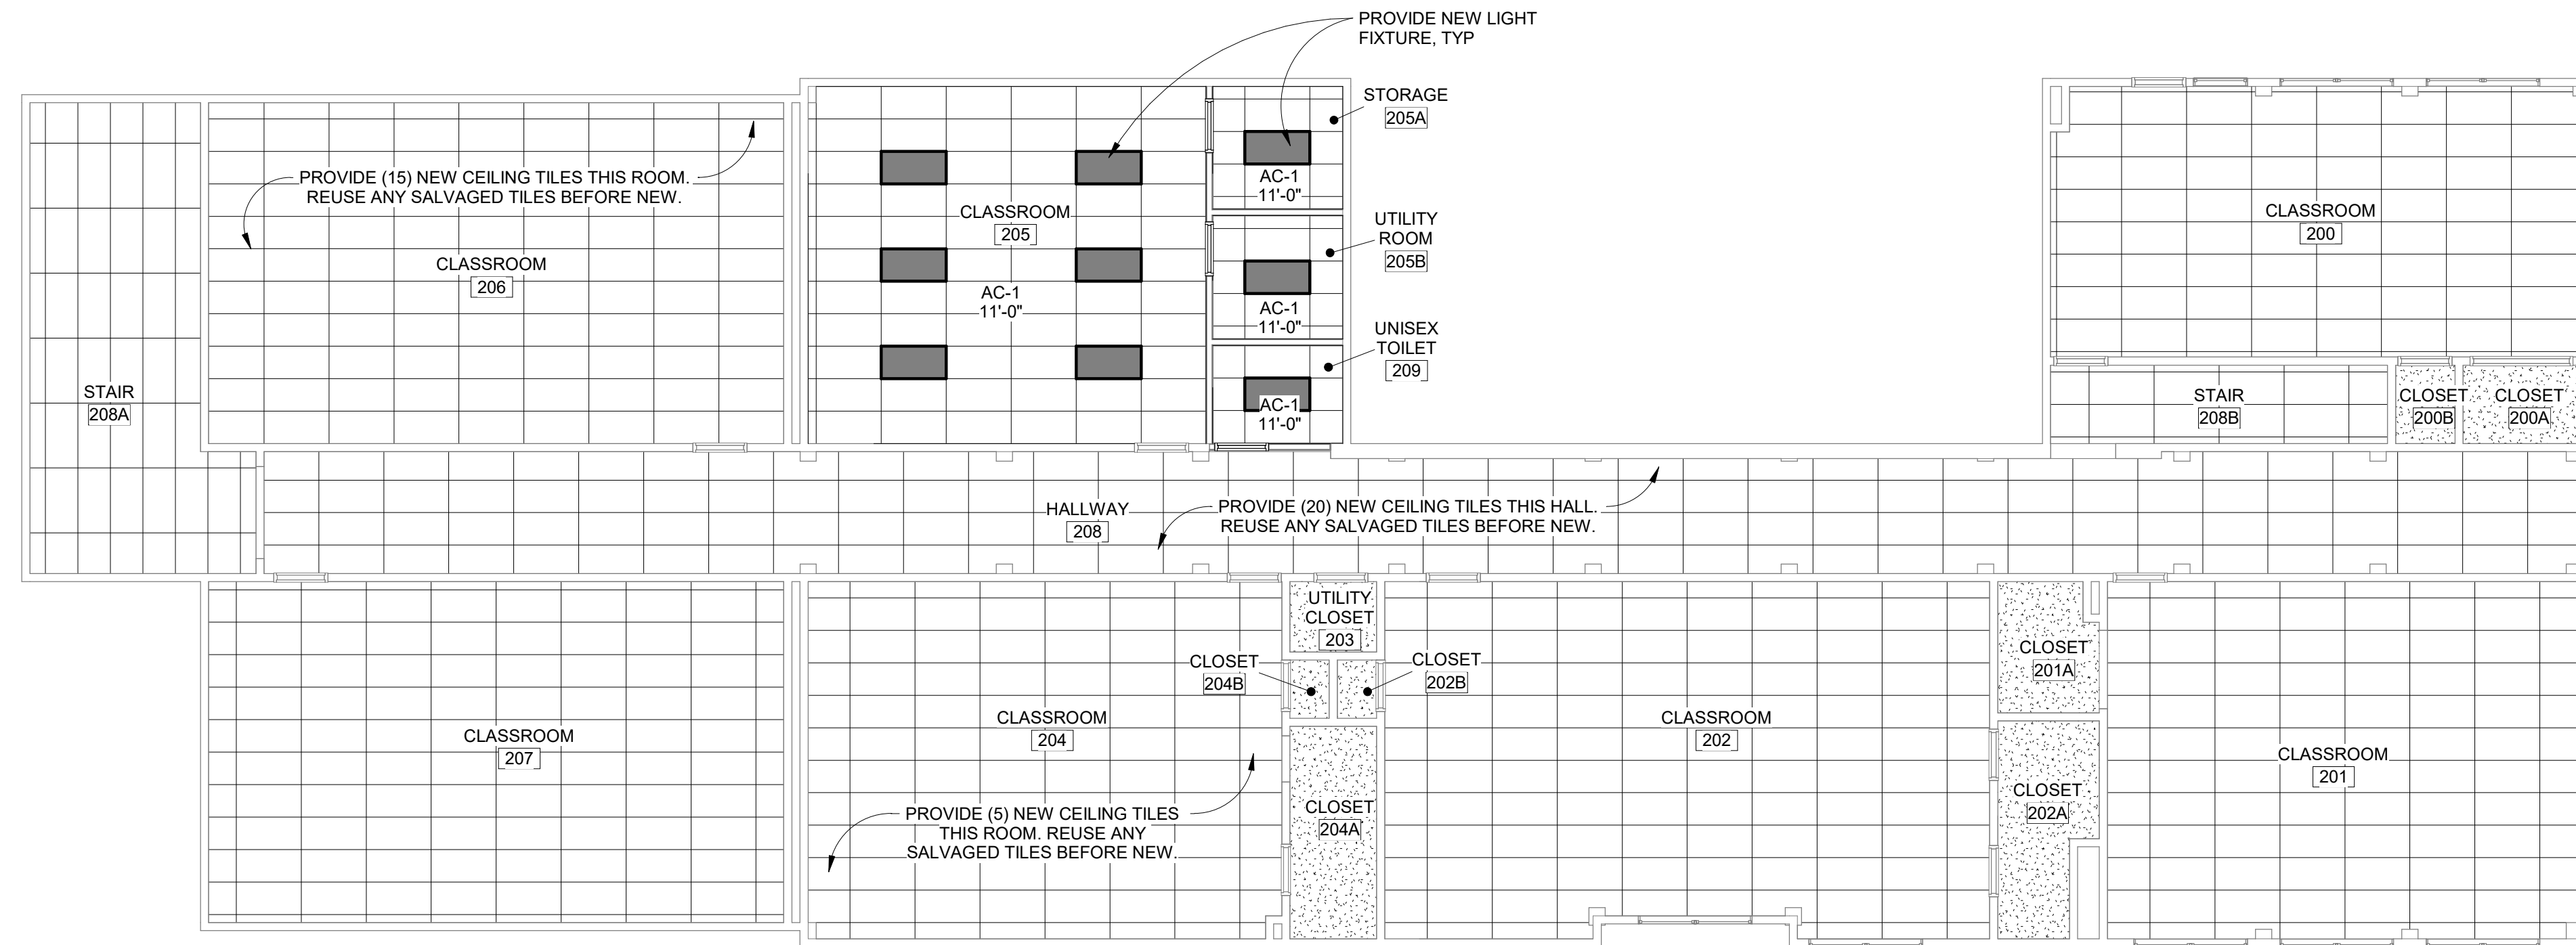 PROVIDE NEW LIGHT
FIXTURE, TYP
STORAGE
205A
PROVIDE (15) NEW CEILING TILES THIS ROOM.
REUSE ANY SALVAGED TILES BEFORE NEW.
CLASSROOM
206
CLASSROOM
205
AC-1
11'-0"
AC-1
11'-0"
UTILITY
ROOM
205B
AC-1
11'-0"
UNISEX
TOILET
209
AC-1
11'-0"
CLASSROOM
200
STAIR
208A
STAIR
208B
CLOSET
200B
CLOSET
200A
HALLWAY
208
PROVIDE (20) NEW CEILING TILES THIS HALL.
REUSE ANY SALVAGED TILES BEFORE NEW.
UTILITY
CLOSET
203
CLOSET
204B
CLOSET
202B
CLOSET
201A
CLASSROOM
207
CLASSROOM
204
CLASSROOM
202
CLASSROOM
201
PROVIDE (5) NEW CEILING TILES
THIS ROOM. REUSE ANY
SALVAGED TILES BEFORE NEW.
CLOSET
204A
CLOSET
202A